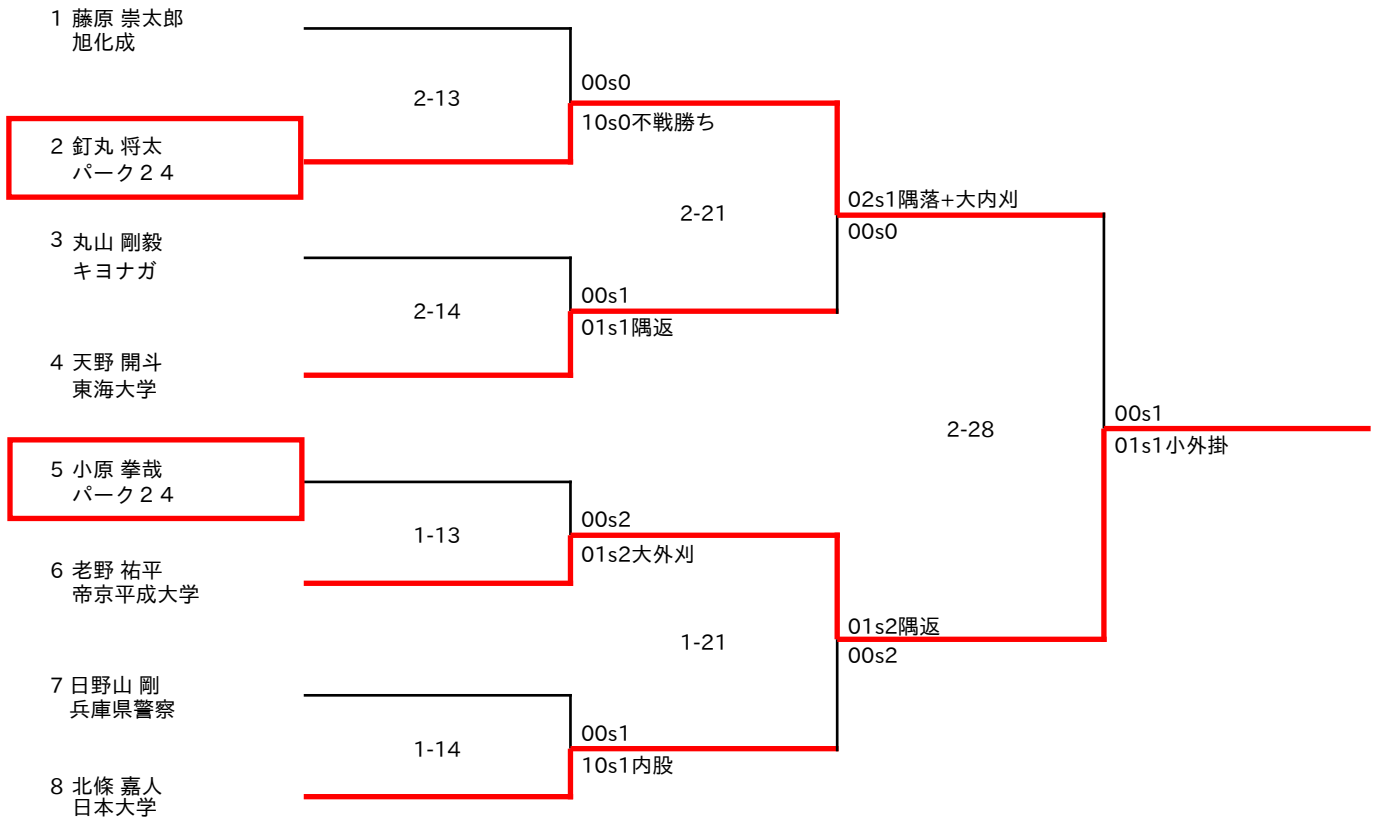 1 藤原 崇太郎
旭化成
2 釘丸 将太
パーク２４
3 丸山 剛毅
キヨナガ
4 天野 開斗
東海大学
5 小原 拳哉
パーク２４
6 老野 祐平
帝京平成大学
7 日野山 剛
兵庫県警察
8 北條 嘉人
日本大学
2-13
00s0
10s0不戦勝ち
2-14
00s1
01s1隅返
1-13
00s2
01s2大外刈
1-14
00s1
10s1内股
2-21
02s1隅落+大内刈
00s0
1-21
01s2隅返
00s2
2-28
00s1
01s1小外掛